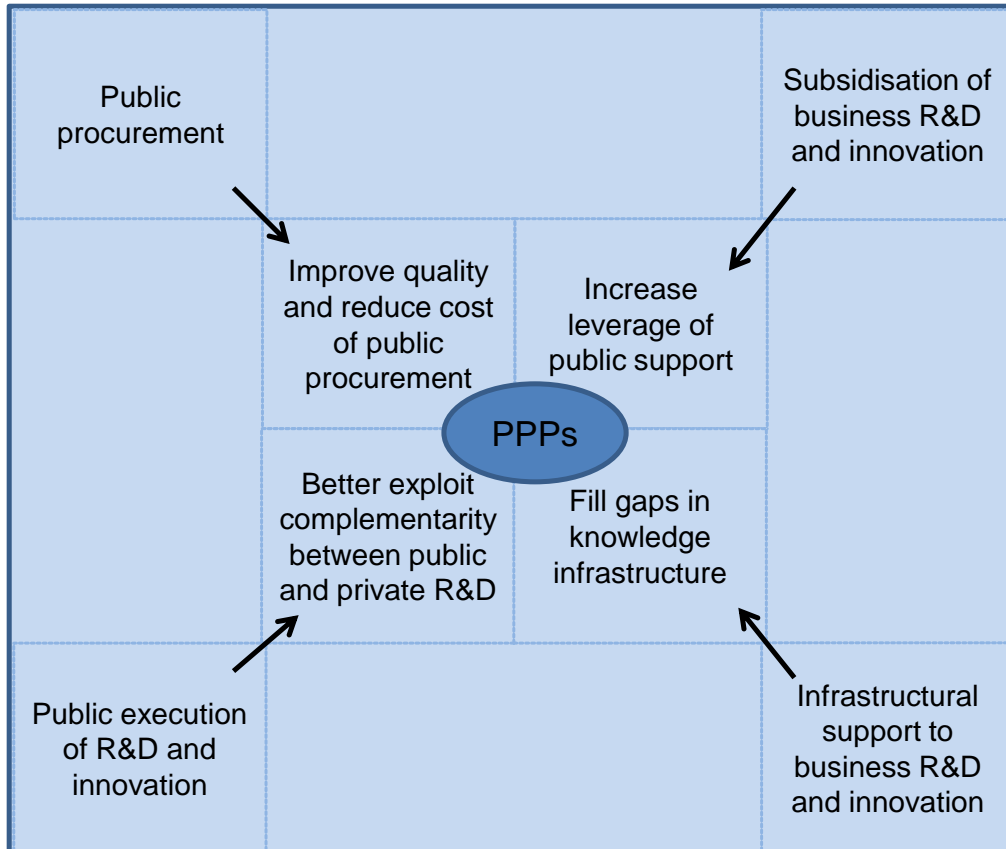 Public
procurement
Subsidisation of
business R&D
and innovation
Improve quality
and reduce cost
of public
procurement
Increase
leverage of
public support
PPPs
Better exploit
complementarity
between public
and private R&D
Fill gaps in
knowledge
infrastructure
Public execution
of R&D and
innovation
Infrastructural
support to
business R&D
and innovation